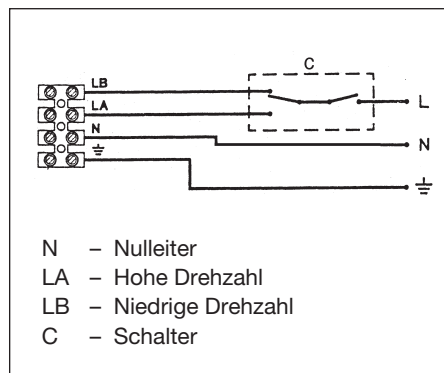 C
LB
LA
L
N
N
N – Nulleiter
LA – Hohe Drehzahl
LB – Niedrige Drehzahl
C – Schalter